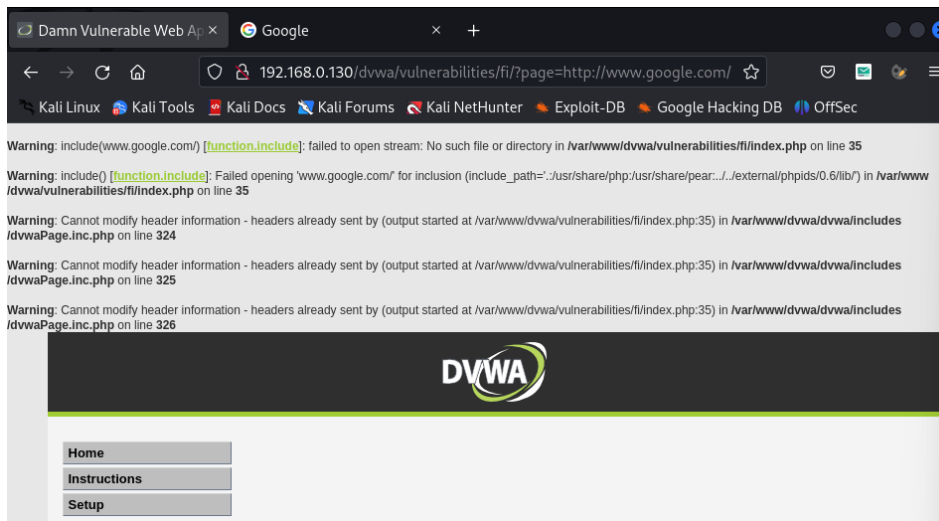 Damn Vulnerable Web Ap
Google
192.168.0.130/dvwa/vulnerabilities/fi/?page=http://www.google.com/
Kali Linux Kali Tools Kali Docs Kali Forums Kali NetHunter Exploit-DB Google Hacking DB OffSec
Warning: include(www.google.com/) [function.include]: failed to open stream: No such file or directory in /var/www/dvwa/vulnerabilities/fi/index.php on line 35
Warning: include() [function.include]: Failed opening 'www.google.com/' for inclusion (include_path='.:/usr/share/php:/usr/share/pear:../../external/phpids/0.6/lib/') in /var/www
/dvwa/vulnerabilities/fi/index.php on line 35
Warning: Cannot modify header information - headers already sent by (output started at /var/www/dvwa/vulnerabilities/fi/index.php:35) in /var/www/dvwa/dvwa/includes
/dvwaPage.inc.php on line 324
Warning: Cannot modify header information - headers already sent by (output started at /var/www/dvwa/vulnerabilities/fi/index.php:35) in /var/www/dvwa/dvwa/includes
/dvwaPage.inc.php on line 325
Warning: Cannot modify header information - headers already sent by (output started at /var/www/dvwa/vulnerabilities/fi/index.php:35) in /var/www/dvwa/dvwa/includes
/dvwaPage.inc.php on line 326
DVWA
Home
Instructions
Setup